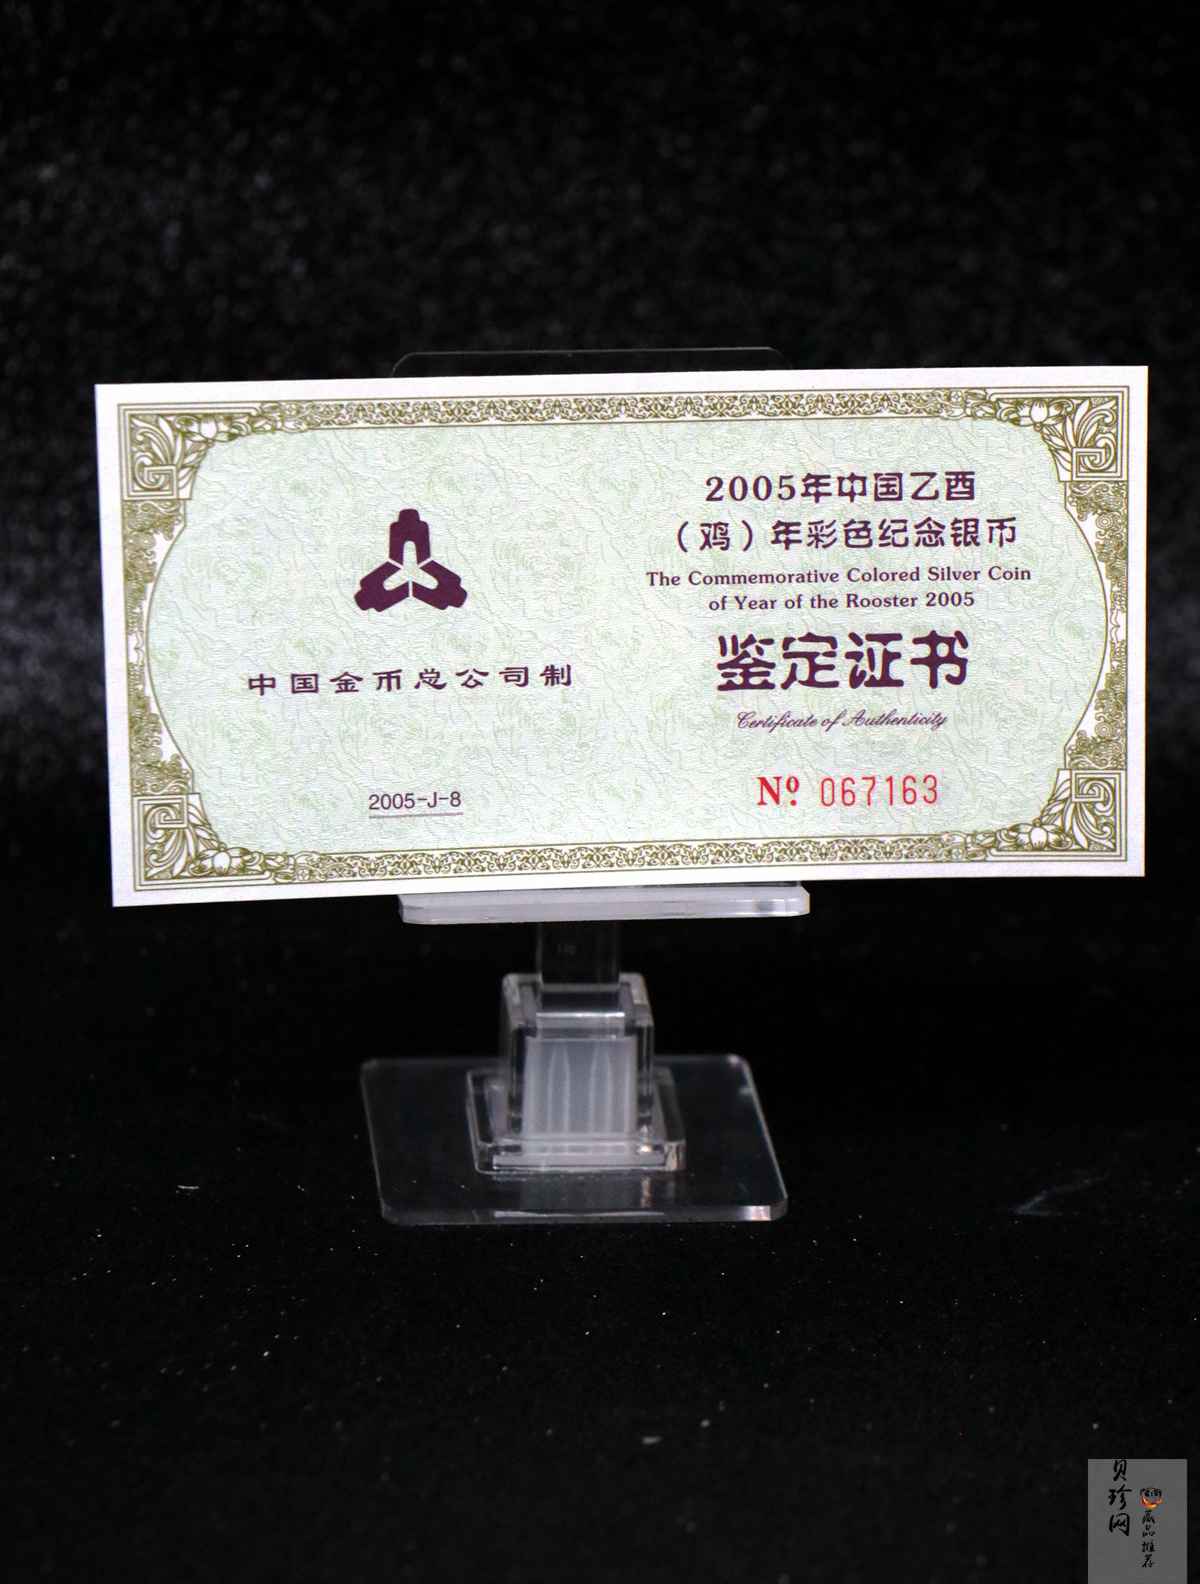 中国金币总公司制
2005-J-8
2005年中国乙酉
（鸡）年彩色纪念银币
The Commemorative Colored Silver Coin
of Year of the Rooster 2005
鉴定证书
Certificate of Authenticity
Nº. 067163
贝珍网
藏品推荐